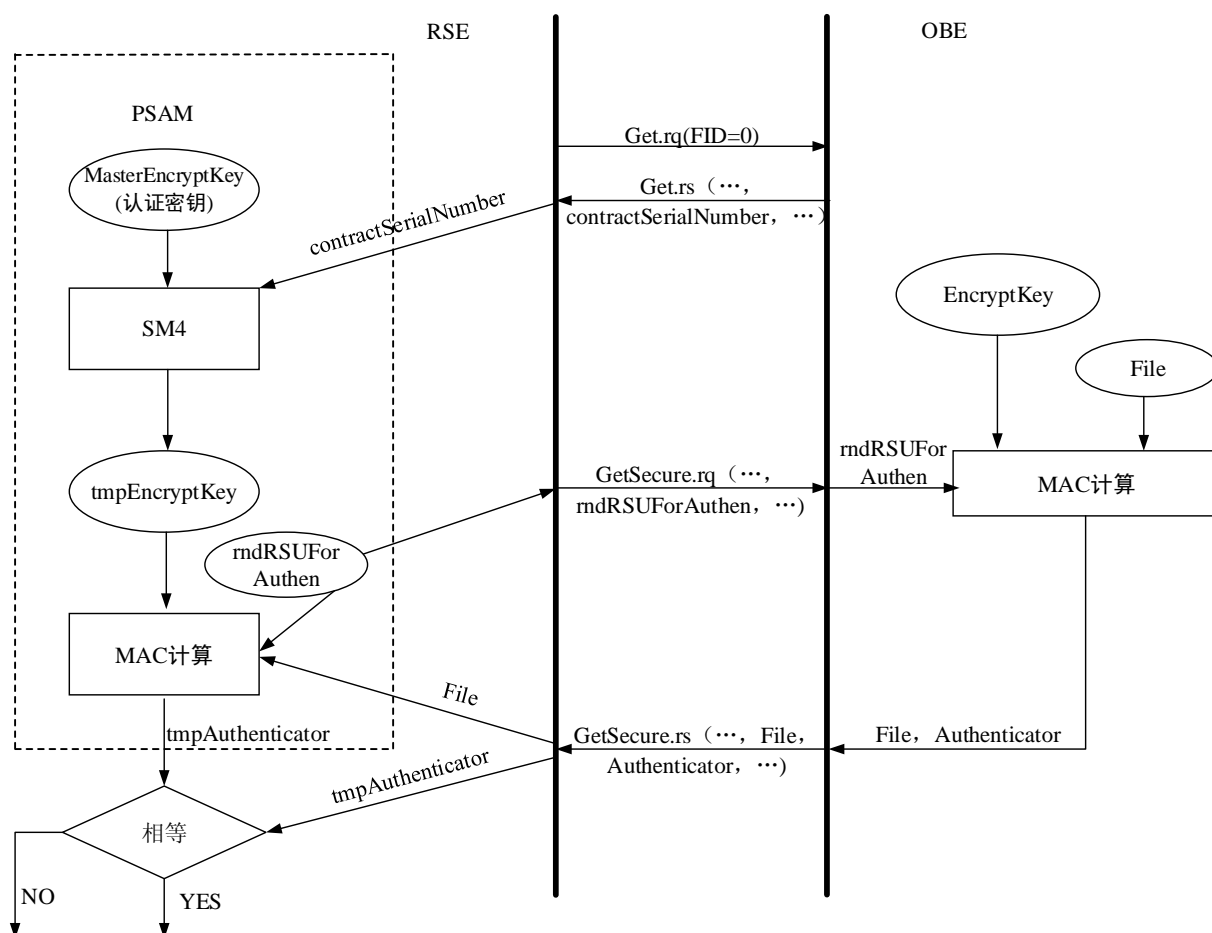 RSE
OBE
PSAM
MasterEncryptKey
(认证密钥)
Get.rq(FID=0)
Get.rs（…，
contractSerialNumber，…）
contractSerialNumber
SM4
EncryptKey
File
tmpEncryptKey
GetSecure.rq（…，
rndRSUForAuthen，…)
rndRSUFor
Authen
MAC计算
rndRSUFor
Authen
MAC计算
File
tmpAuthenticator
GetSecure.rs（…，File，
Authenticator，…）
File，Authenticator
tmpAuthenticator
相等
NO
YES